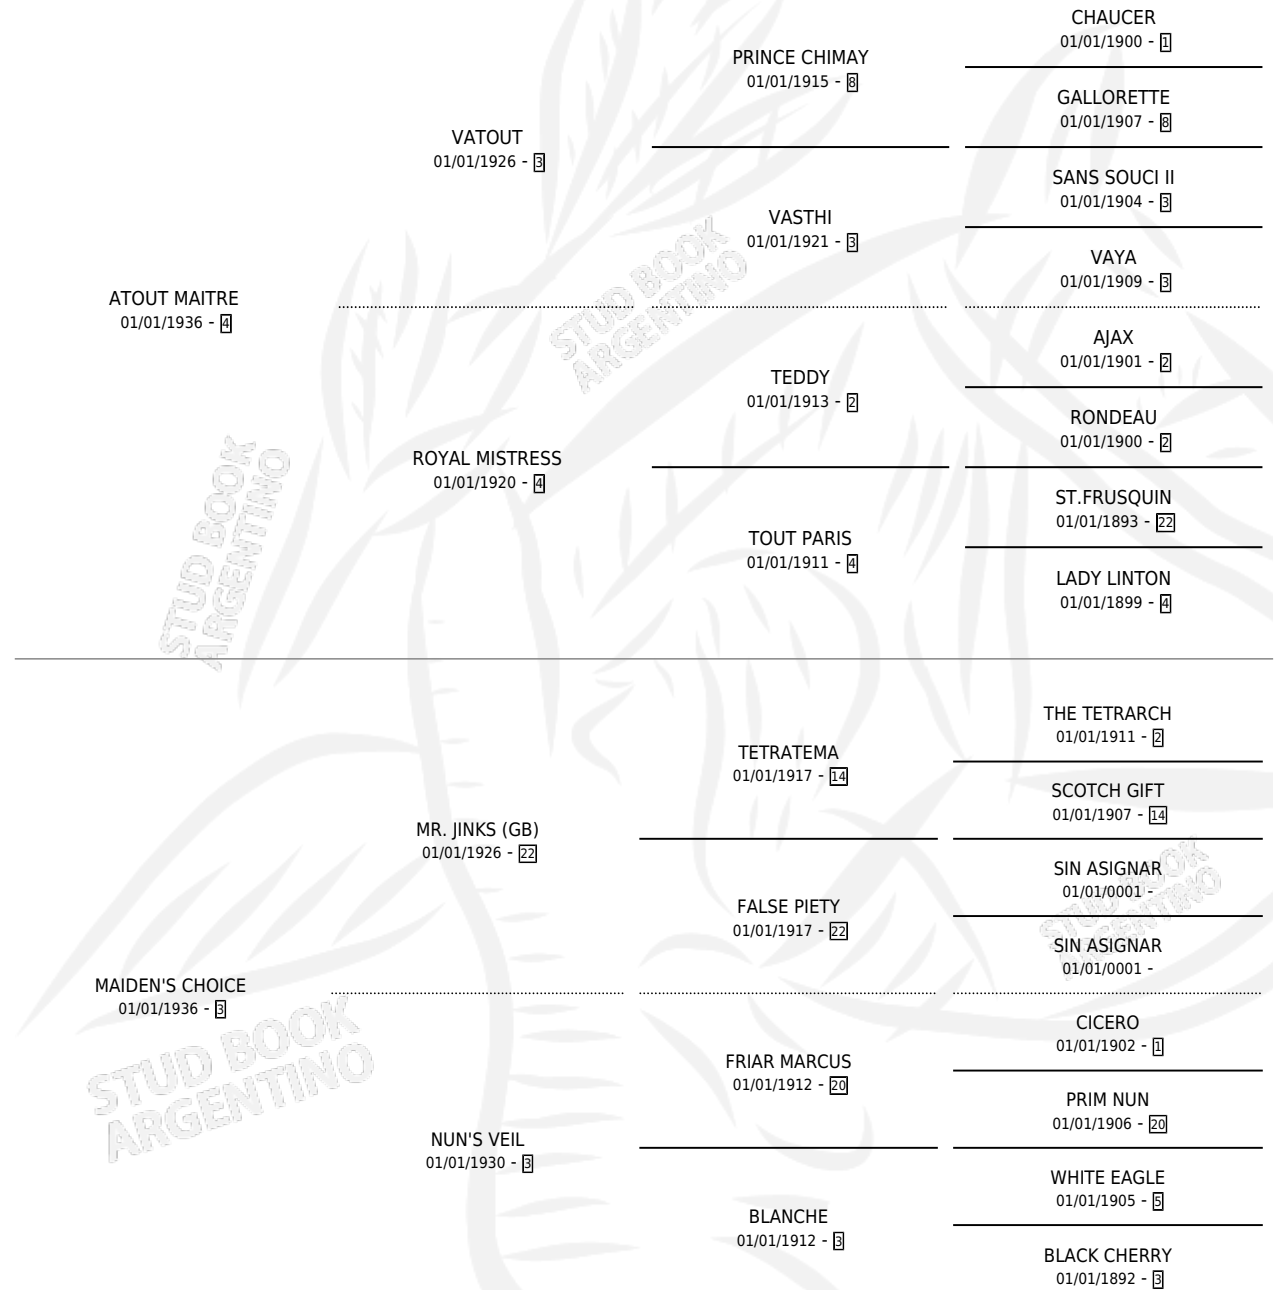 CHAUCER
01/01/1900 - 1
PRINCE CHIMAY
01/01/1915 - 8
GALLORETTE
01/01/1907 - 8
VATOUT
01/01/1926 - 3
SANS SOUCI II
01/01/1904 - 3
VASTHI
01/01/1921 - 3
VAYA
01/01/1909 - 3
ATOUT MAITRE
01/01/1936 - 4
AJAX
01/01/1901 - 2
TEDDY
01/01/1913 - 2
RONDEAU
01/01/1900 - 2
ROYAL MISTRESS
01/01/1920 - 4
ST.FRUSQUIN
01/01/1893 - 22
TOUT PARIS
01/01/1911 - 4
LADY LINTON
01/01/1899 - 4
THE TETRARCH
01/01/1911 - 2
TETRATEMA
01/01/1917 - 14
SCOTCH GIFT
01/01/1907 - 14
MR. JINKS (GB)
01/01/1926 - 22
SIN ASIGNAR
01/01/0001 -
FALSE PIETY
01/01/1917 - 22
SIN ASIGNAR
01/01/0001 -
MAIDEN'S CHOICE
01/01/1936 - 3
CICERO
01/01/1902 - 1
FRIAR MARCUS
01/01/1912 - 20
PRIM NUN
01/01/1906 - 20
NUN'S VEIL
01/01/1930 - 3
WHITE EAGLE
01/01/1905 - 5
BLANCHE
01/01/1912 - 3
BLACK CHERRY
01/01/1892 - 3
STUD BOOK
ARGENTINO
STUD BOOK
ARGENTINO
STUD BOOK
ARGENTINO
STUD BOOK
ARGENTINO